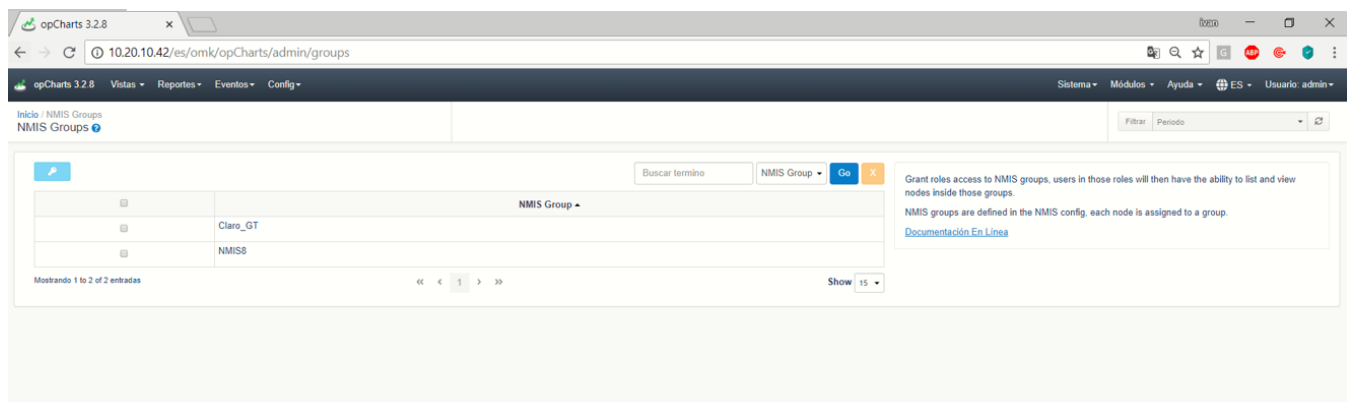 opCharts 3.2.8
ivan
10.20.10.42/es/omk/opCharts/admin/groups
G
ABP
opCharts 3.2.8 Vistas Reportes Eventos Config Sistema Módulos Ayuda ES Usuario: admin
Inicio / NMIS Groups
NMIS Groups ?
Filtrar Periodo
Buscar termino NMIS Group Go X
NMIS Group
Claro_GT
NMIS8
Mostrando 1 to 2 of 2 entradas « ‹ 1 › » Show 15
Grant roles access to NMIS groups, users in those roles will then have the ability to list and view
nodes inside those groups.
NMIS groups are defined in the NMIS config, each node is assigned to a group.
Documentación En Línea